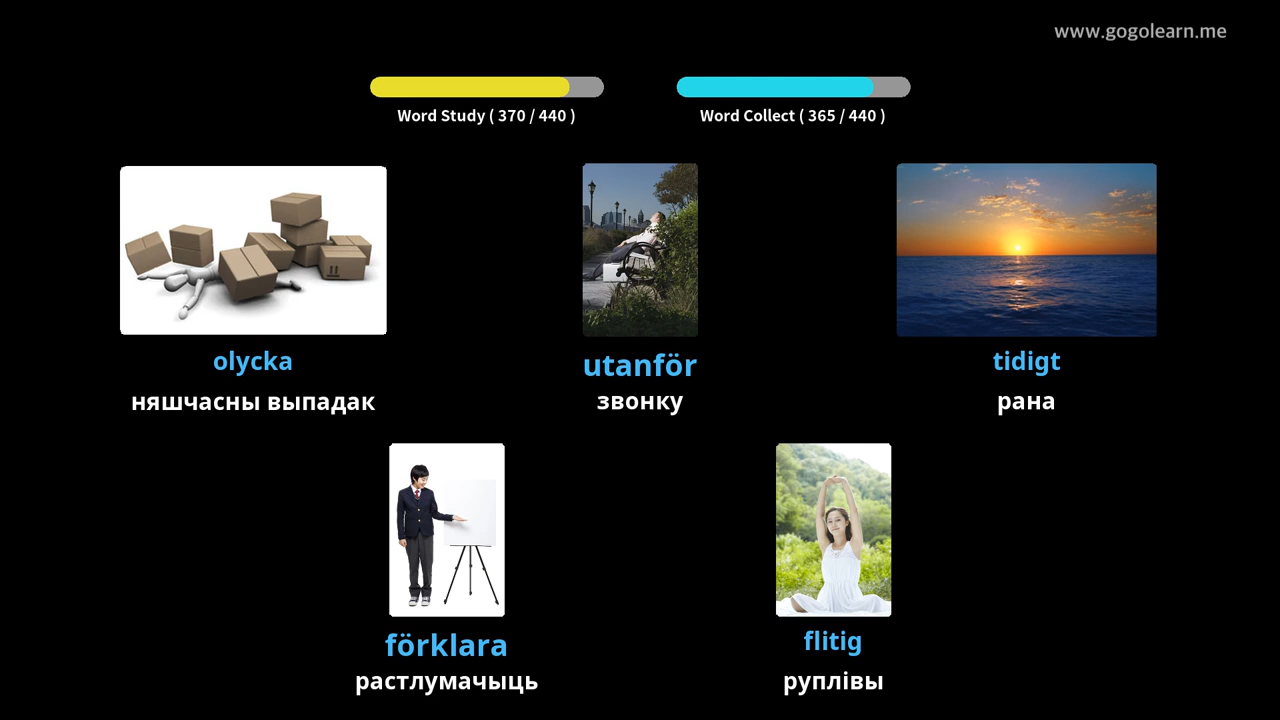 www.gogolearn.me
Word Study ( 370 / 440 )
Word Collect ( 365 / 440 )
olycka
няшчасны выпадак
utanför
звонку
tidigt
рана
förklara
растлумачыць
flitig
руплівы